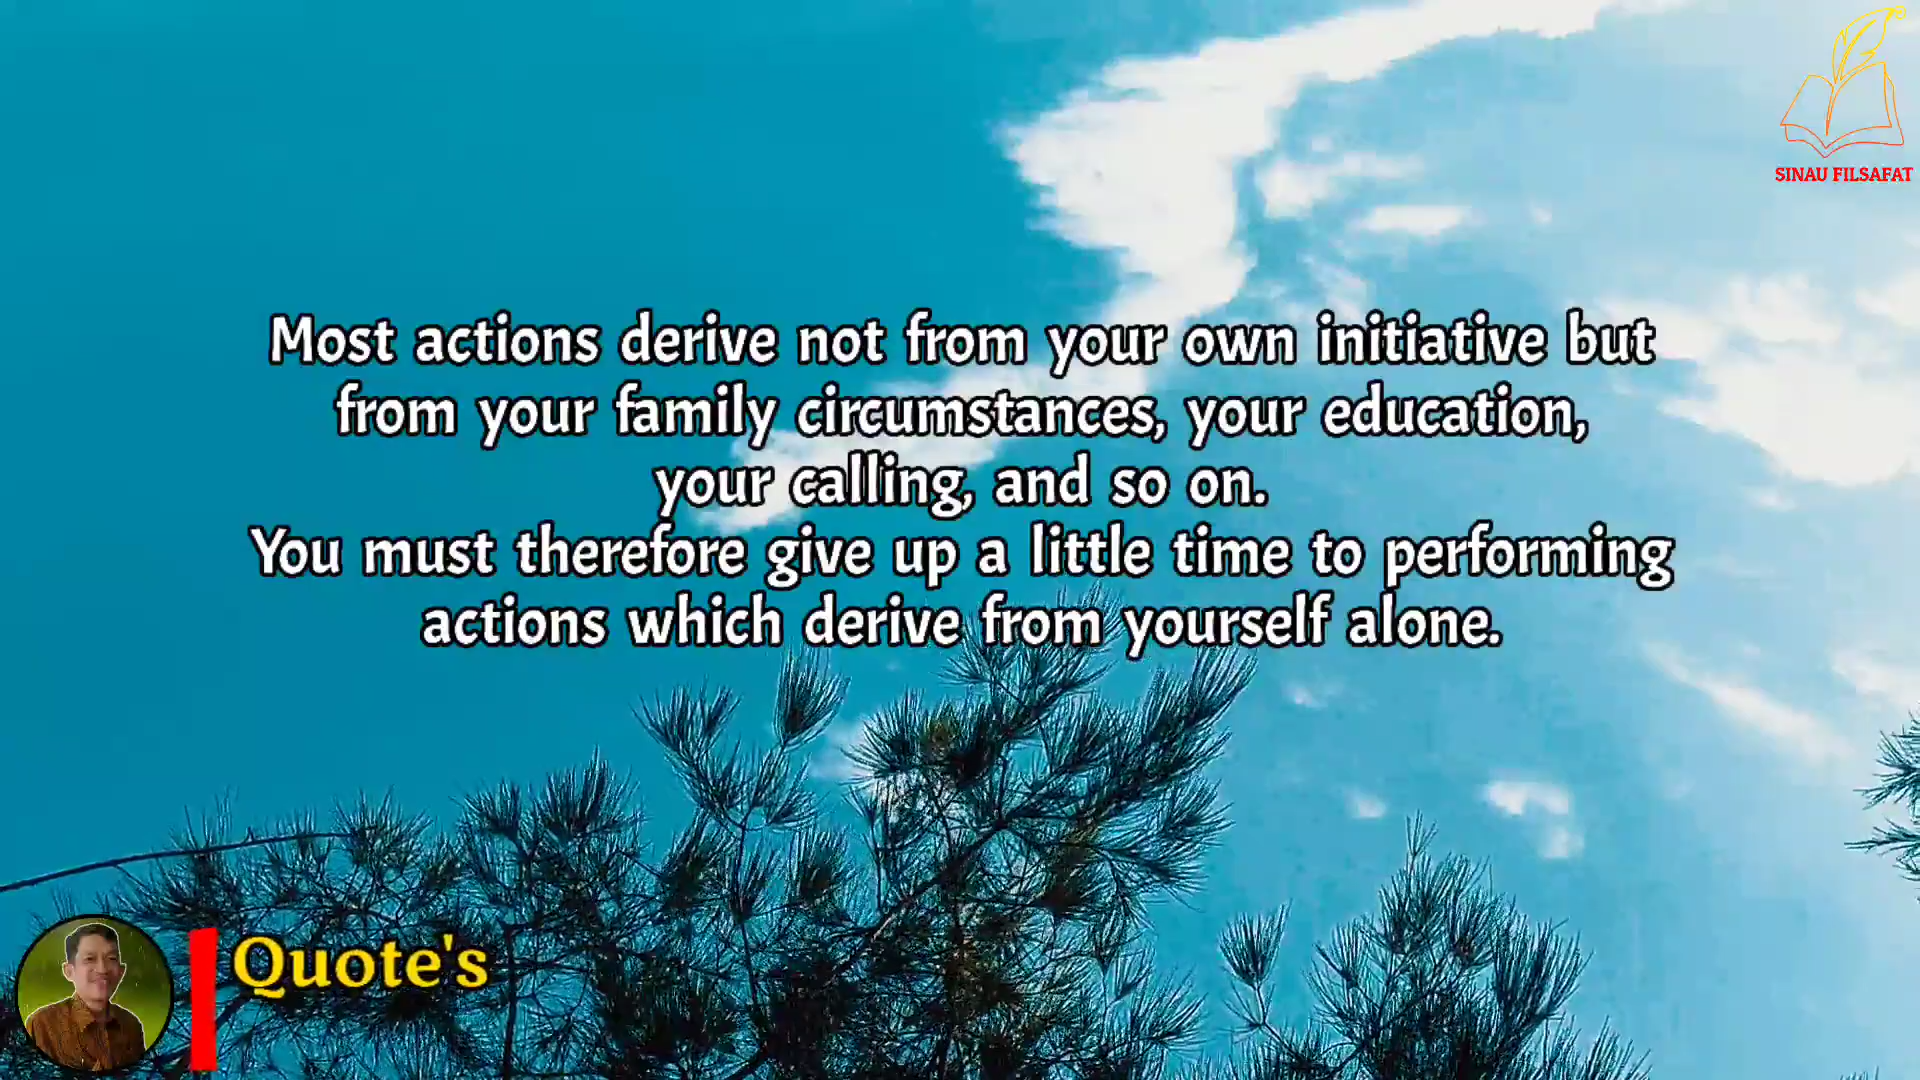 SINAU FILSAFAT
Most actions derive not from your own initiative but
from your family circumstances, your education,
your calling, and so on.
You must therefore give up a little time to performing
actions which derive from yourself alone.
Quote's